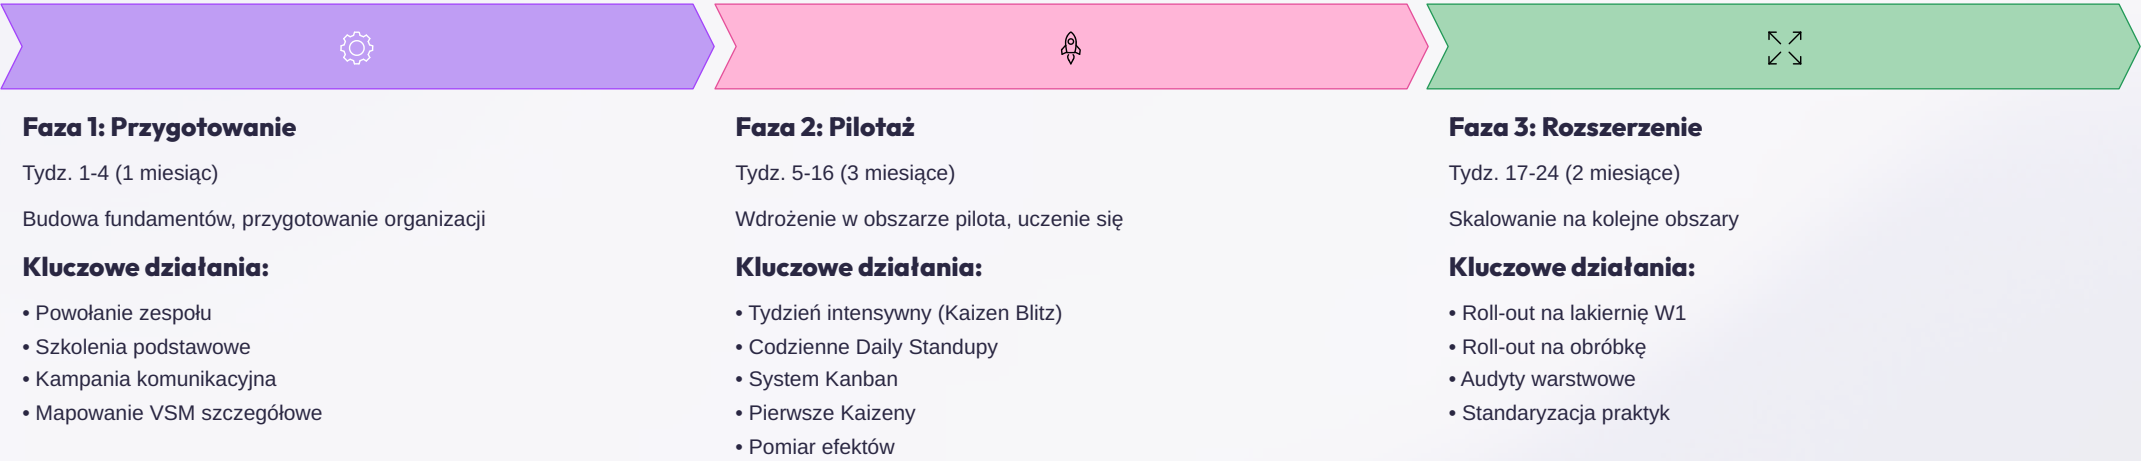 Faza 1: Przygotowanie
Tydz. 1-4 (1 miesiąc)
Budowa fundamentów, przygotowanie organizacji
Kluczowe działania:
• Powołanie zespołu
• Szkolenia podstawowe
• Kampania komunikacyjna
• Mapowanie VSM szczegółowe
Faza 2: Pilotaż
Tydz. 5-16 (3 miesiące)
Wdrożenie w obszarze pilota, uczenie się
Kluczowe działania:
• Tydzień intensywny (Kaizen Blitz)
• Codzienne Daily Standupy
• System Kanban
• Pierwsze Kaizeny
• Pomiar efektów
Faza 3: Rozszerzenie
Tydz. 17-24 (2 miesiące)
Skalowanie na kolejne obszary
Kluczowe działania:
• Roll-out na lakiernię W1
• Roll-out na obróbkę
• Audyty warstwowe
• Standaryzacja praktyk